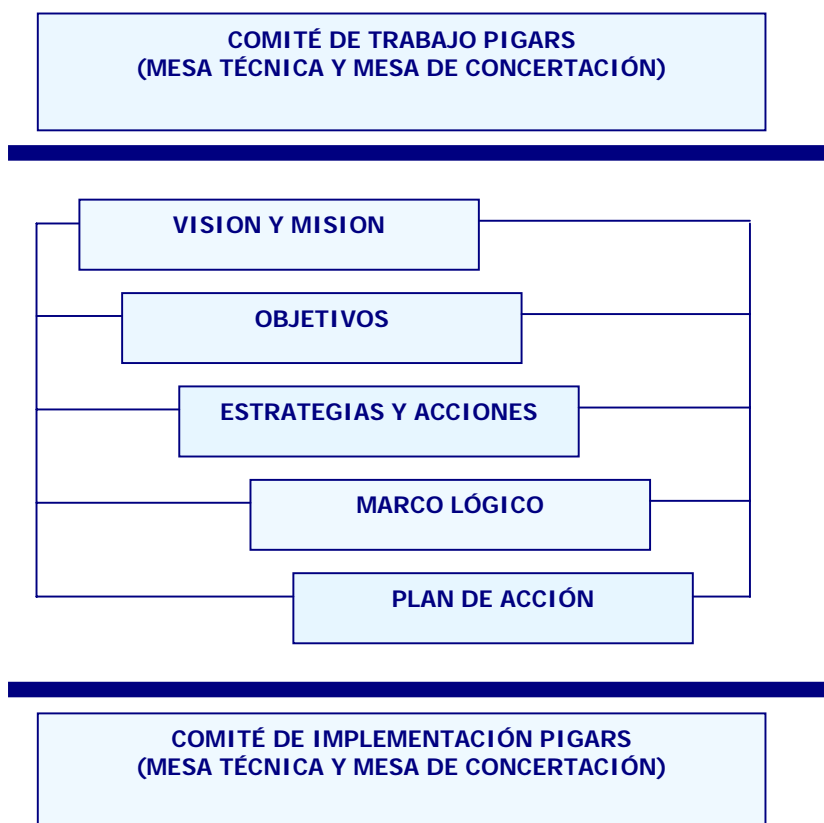 COMITÉ DE TRABAJO PIGARS
(MESA TÉCNICA Y MESA DE CONCERTACIÓN)
VISION Y MISION
OBJETIVOS
ESTRATEGIAS Y ACCIONES
MARCO LÓGICO
PLAN DE ACCIÓN
COMITÉ DE IMPLEMENTACIÓN PIGARS
(MESA TÉCNICA Y MESA DE CONCERTACIÓN)